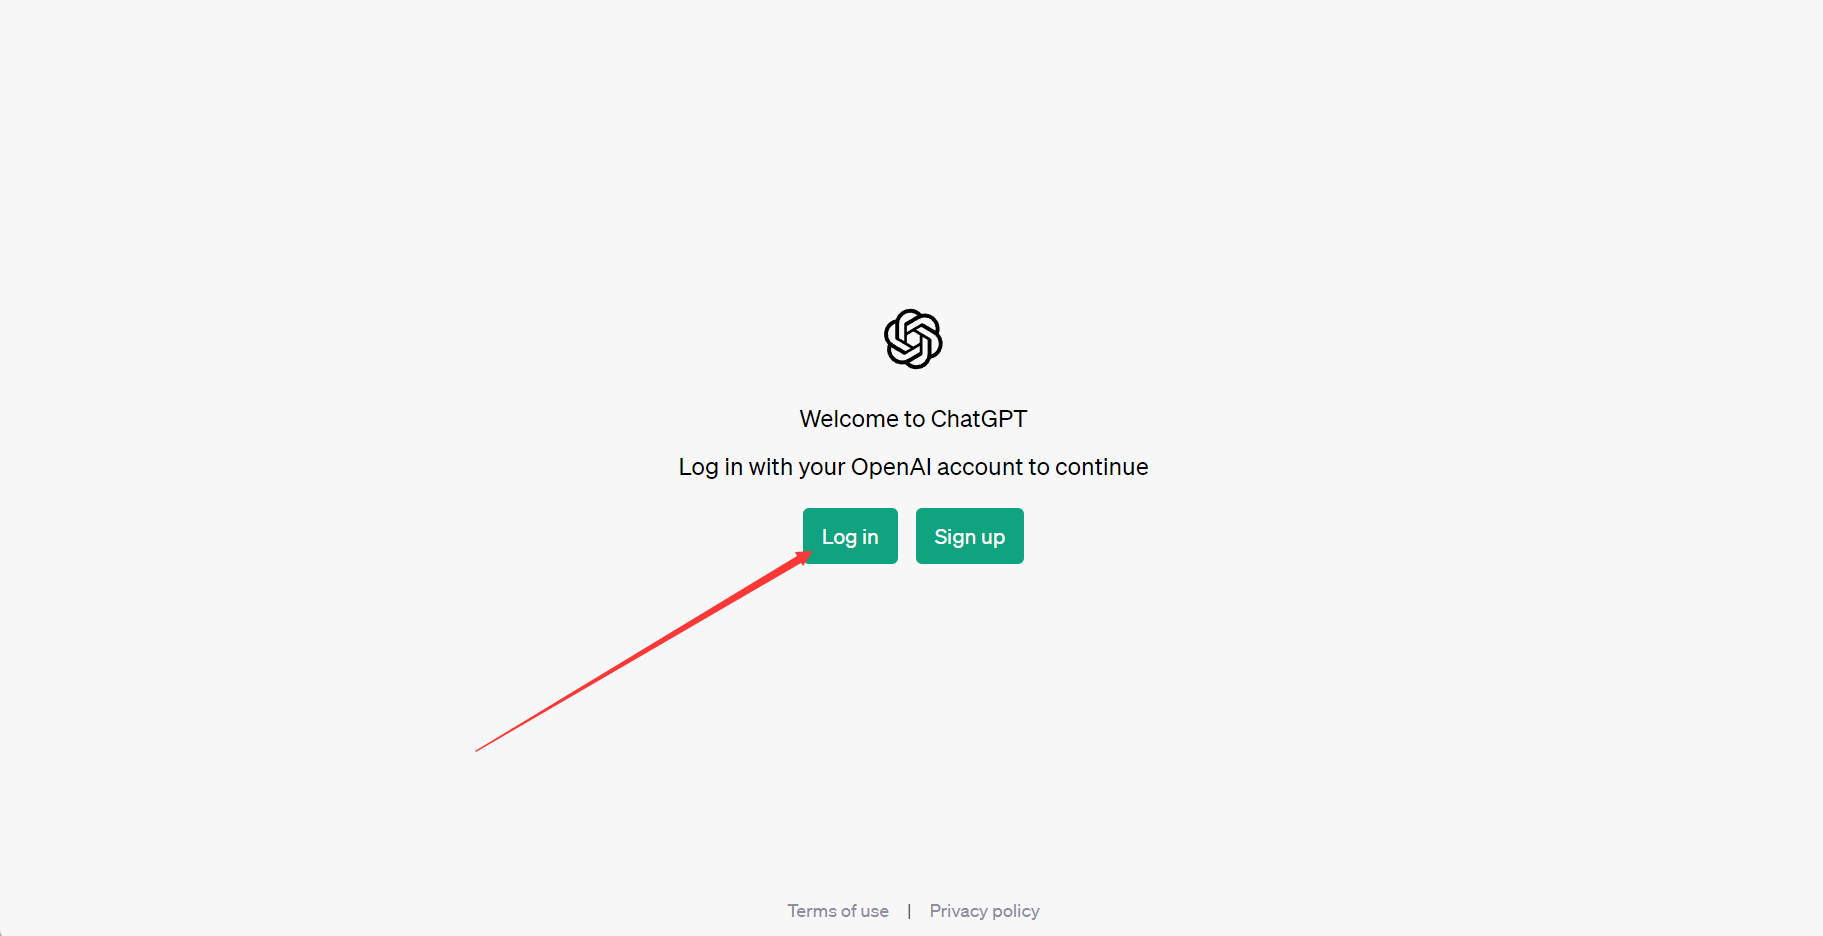 Welcome to ChatGPT
Log in with your OpenAI account to continue
Log in Sign up
Terms of use | Privacy policy